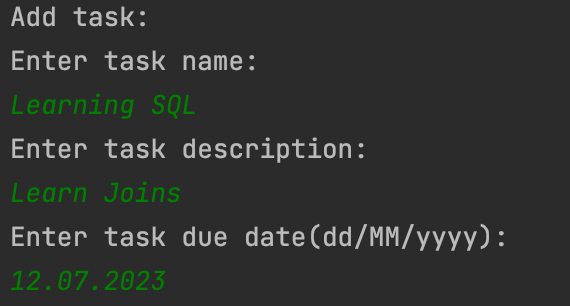 Add task:
Enter task name:
Learning SQL
Enter task description:
Learn Joins
Enter task due date(dd/MM/yyyy):
12.07.2023